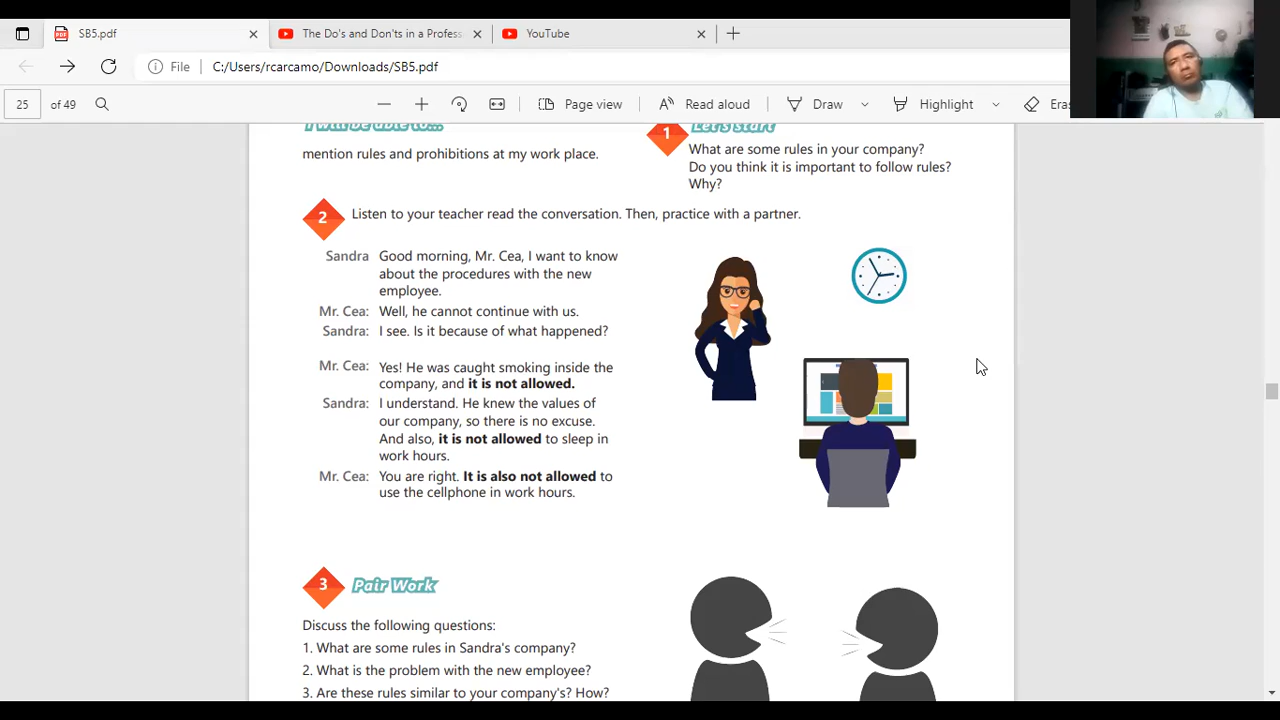 SB5.pdf
The Do's and Don'ts in a Profess
YouTube
File
C:/Users/rcarcamo/Downloads/SB5.pdf
25
of 49
Page view
Read aloud
Draw
Highlight
I will be able to...
mention rules and prohibitions at my work place.
1
Let's Start
What are some rules in your company?
Do you think it is important to follow rules?
Why?
2
Listen to your teacher read the conversation. Then, practice with a partner.
Sandra Good morning, Mr. Cea, I want to know
about the procedures with the new
employee.
Mr. Cea: Well, he cannot continue with us.
Sandra: I see. Is it because of what happened?
Mr. Cea: Yes! He was caught smoking inside the
company, and it is not allowed.
Sandra: I understand. He knew the values of
our company, so there is no excuse.
And also, it is not allowed to sleep in
work hours.
Mr. Cea: You are right. It is also not allowed to
use the cellphone in work hours.
3
Pair Work
Discuss the following questions:
1. What are some rules in Sandra's company?
2. What is the problem with the new employee?
3. Are these rules similar to your company's? How?